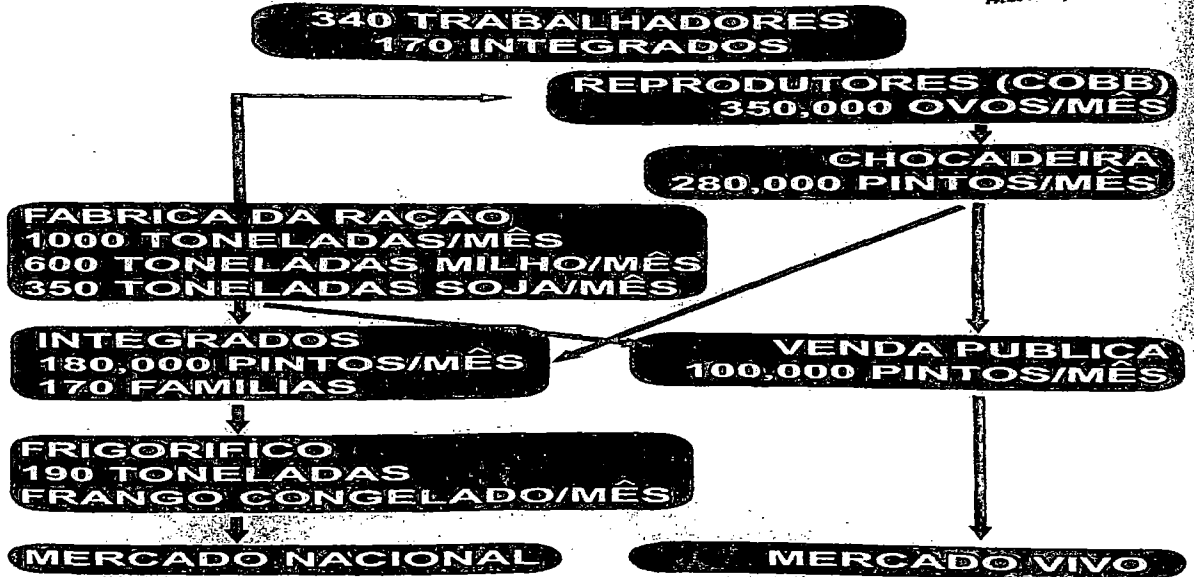 340 TRABALHADORES
170 INTEGRADOS
REPRODUTORES (COBB)
350,000 OVOS/MÊS
CHOCADEIRA
280,000 PINTOS/MÊS
FABRICA DA RAÇÃO
1000 TONELADAS/MÊS
600 TONELADAS MILHO/MÊS
350 TONELADAS SOJA/MÊS
INTEGRADOS
180,000 PINTOS/MÊS
170 FAMILIAS
VENDA PUBLICA
100,000 PINTOS/MÊS
FRIGORIFICO
190 TONELADAS
FRANGO CONGELADO/MÊS
MERCADO NACIONAL
MERCADO VIVO